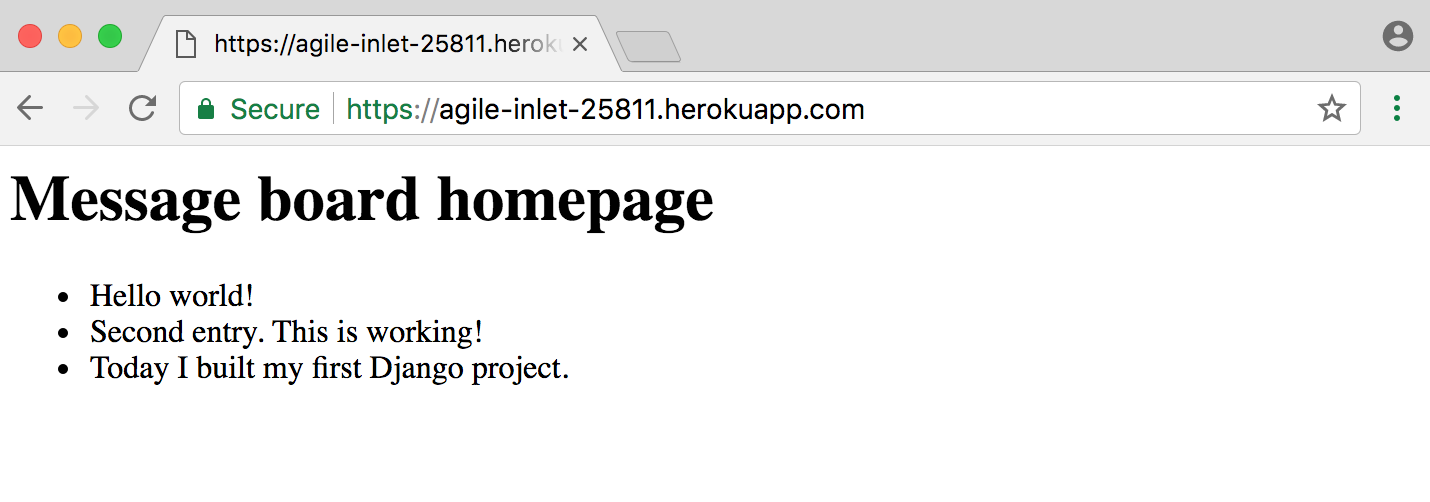 https://agile-inlet-25811.herok
Secure https://agile-inlet-25811.herokuapp.com
Message board homepage
Hello world!
Second entry. This is working!
Today I built my first Django project.